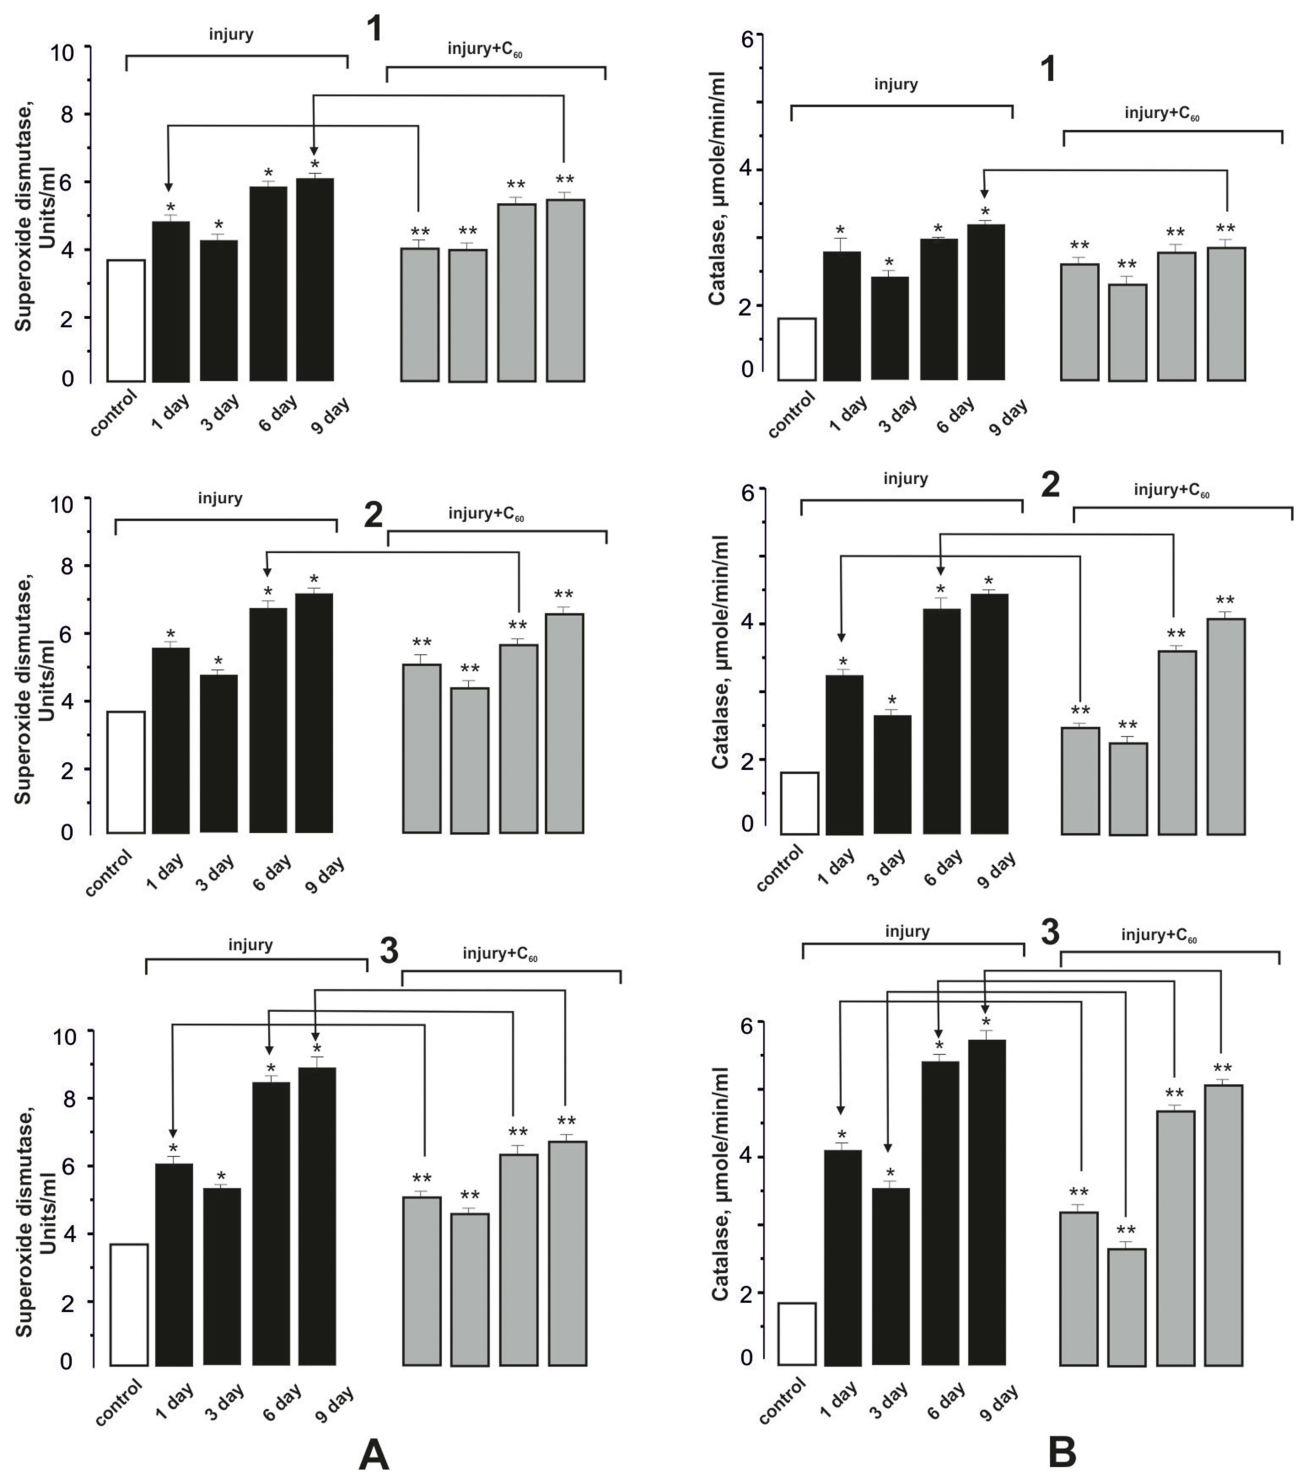 1
injury
injury+C60
10
8
6
4
2
0
Superoxide dismutase,
Units/ml
*
*
*
*
**
**
**
**
control
1 day
3 day
6 day
9 day
1
injury
injury+C60
6
4
2
0
Catalase, µmole/min/ml
*
*
*
*
**
**
**
**
control
1 day
3 day
6 day
9 day
2
injury
injury+C60
10
8
6
4
2
0
Superoxide dismutase,
Units/ml
*
*
*
*
**
**
**
**
control
1 day
3 day
6 day
9 day
2
injury
injury+C60
6
4
2
0
Catalase, µmole/min/ml
*
*
*
*
**
**
**
**
control
1 day
3 day
6 day
9 day
3
injury
injury+C60
10
8
6
4
2
0
Superoxide dismutase,
Units/ml
*
*
*
*
**
**
**
**
control
1 day
3 day
6 day
9 day
A
3
injury
injury+C60
6
4
2
0
Catalase, µmole/min/ml
*
*
*
*
**
**
**
**
control
1 day
3 day
6 day
9 day
B